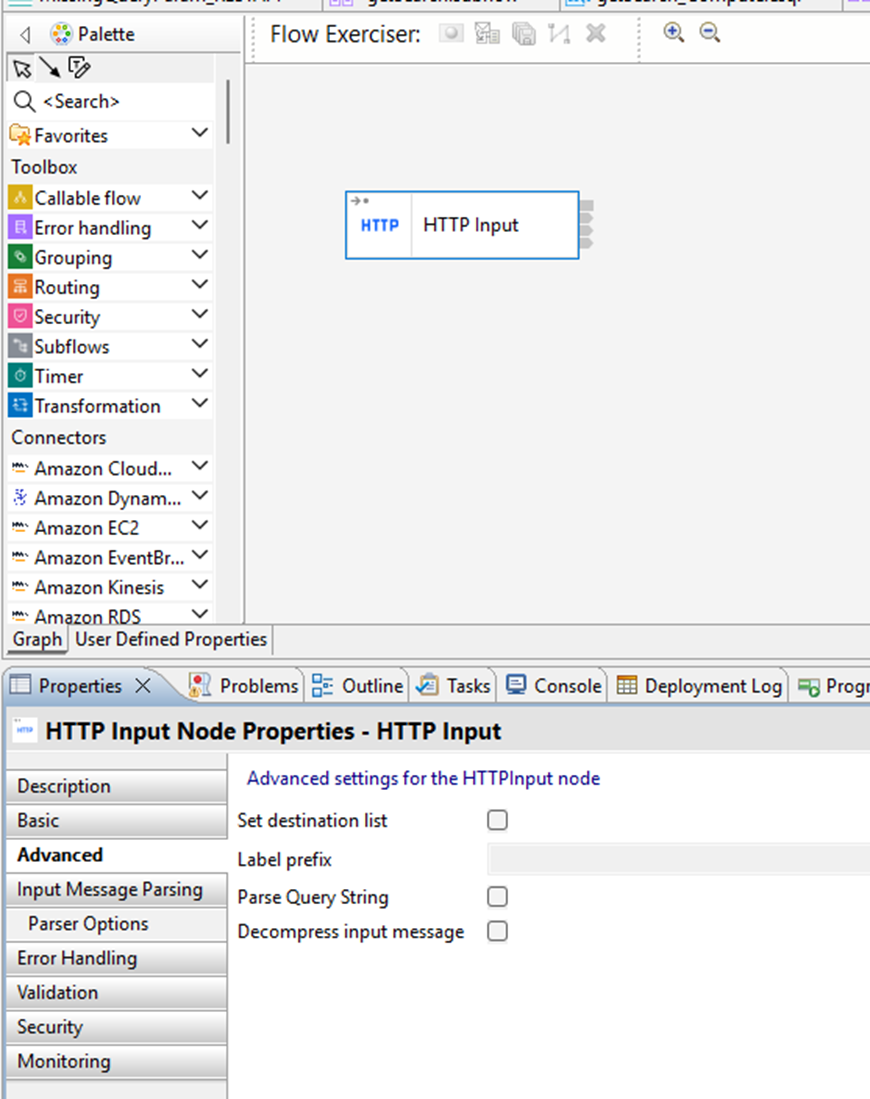 Palette
Flow Exerciser:
<Search>
Favorites
Toolbox
Callable flow
Error handling
Grouping
Routing
Security
Subflows
Timer
Transformation
Connectors
Amazon Cloud...
Amazon Dynam...
Amazon EC2
Amazon EventBr...
Amazon Kinesis
Amazon RDS
HTTP HTTP Input
Graph User Defined Properties
Properties Problems Outline Tasks Console Deployment Log Progr
HTTP Input Node Properties - HTTP Input
Description
Basic
Advanced
Input Message Parsing
Parser Options
Error Handling
Validation
Security
Monitoring
Advanced settings for the HTTPInput node
Set destination list
Label prefix
Parse Query String
Decompress input message